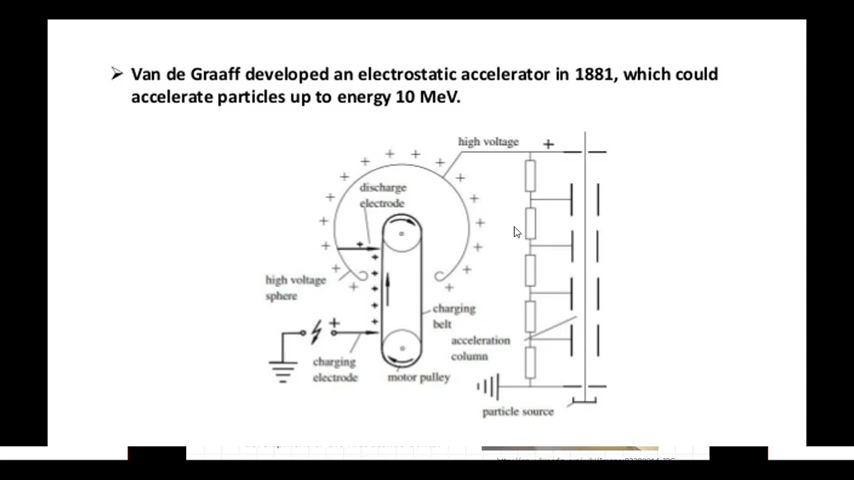 Van de Graaff developed an electrostatic accelerator in 1881, which could
accelerate particles up to energy 10 MeV.
high voltage
discharge
electrode
high voltage
sphere
charging
belt
acceleration
column
charging
electrode
motor pulley
particle source